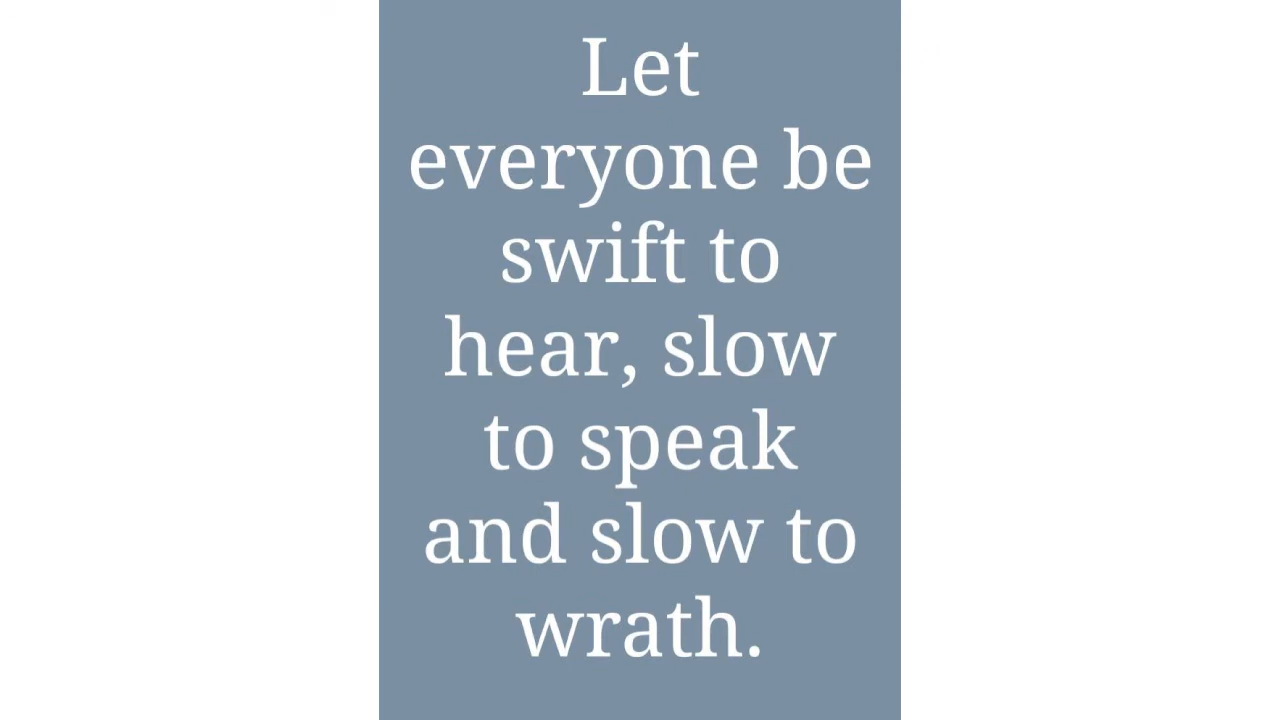 Let
everyone be
swift to
hear, slow
to speak
and slow to
wrath.